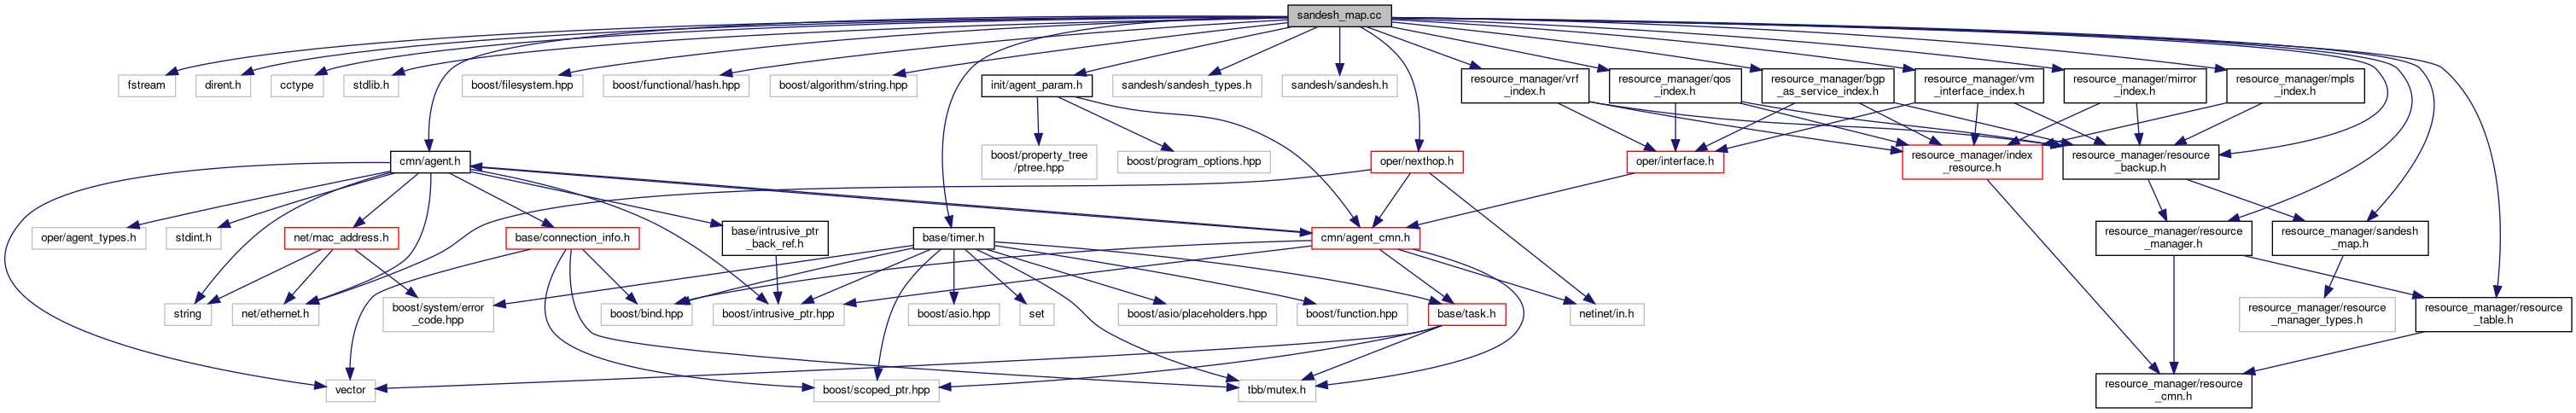 sandesh_map.cc
fstream
dirent.h
cctype
stdlib.h
boost/filesystem.hpp
boost/functional/hash.hpp
boost/algorithm/string.hpp
init/agent_param.h
sandesh/sandesh_types.h
sandesh/sandesh.h
resource_manager/vrf
_index.h
resource_manager/qos
_index.h
resource_manager/bgp
_as_service_index.h
resource_manager/vm
_interface_index.h
resource_manager/mirror
_index.h
resource_manager/mpls
_index.h
cmn/agent.h
boost/property_tree
/ptree.hpp
boost/program_options.hpp
oper/nexthop.h
oper/interface.h
resource_manager/index
_resource.h
resource_manager/resource
_backup.h
oper/agent_types.h
stdint.h
net/mac_address.h
base/connection_info.h
base/intrusive_ptr
_back_ref.h
base/timer.h
cmn/agent_cmn.h
resource_manager/resource
_manager.h
resource_manager/sandesh
_map.h
string
net/ethernet.h
boost/system/error
_code.hpp
boost/bind.hpp
boost/intrusive_ptr.hpp
boost/asio.hpp
set
boost/asio/placeholders.hpp
boost/function.hpp
base/task.h
netinet/in.h
resource_manager/resource
_manager_types.h
resource_manager/resource
_table.h
vector
boost/scoped_ptr.hpp
tbb/mutex.h
resource_manager/resource
_cmn.h